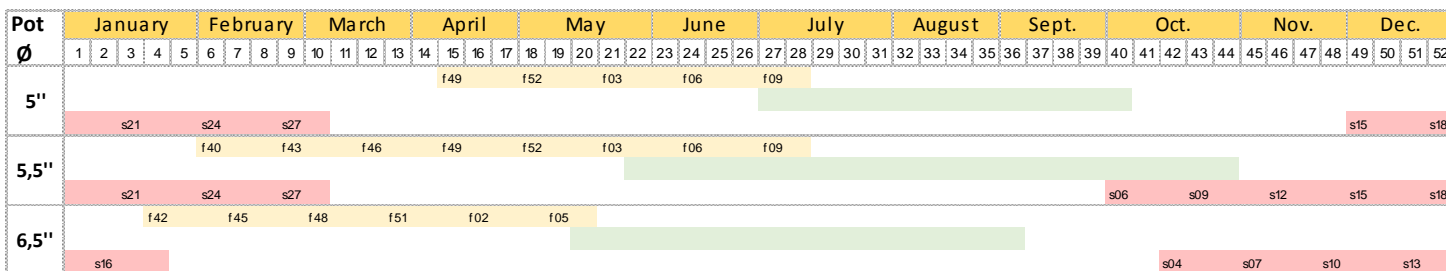 Pot January February March April May June July August Sept. Oct. Nov. Dec.
Ø 1 2 3 4 5 6 7 8 9 10 11 12 13 14 15 16 17 18 19 20 21 22 23 24 25 26 27 28 29 30 31 32 33 34 35 36 37 38 39 40 41 42 43 44 45 46 47 48 49 50 51 52
f49 f52 f03 f06 f09
5''
s21 s24 s27 s15 s18
f40 f43 f46 f49 f52 f03 f06 f09
5,5''
s21 s24 s27 s06 s09 s12 s15 s18
f42 f45 f48 f51 f02 f05
6,5''
s16 s04 s07 s10 s13